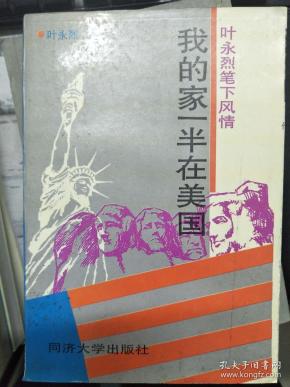 叶永烈
叶永烈笔下风情
我的家一半在美国
同济大学出版社
孔夫子旧书网